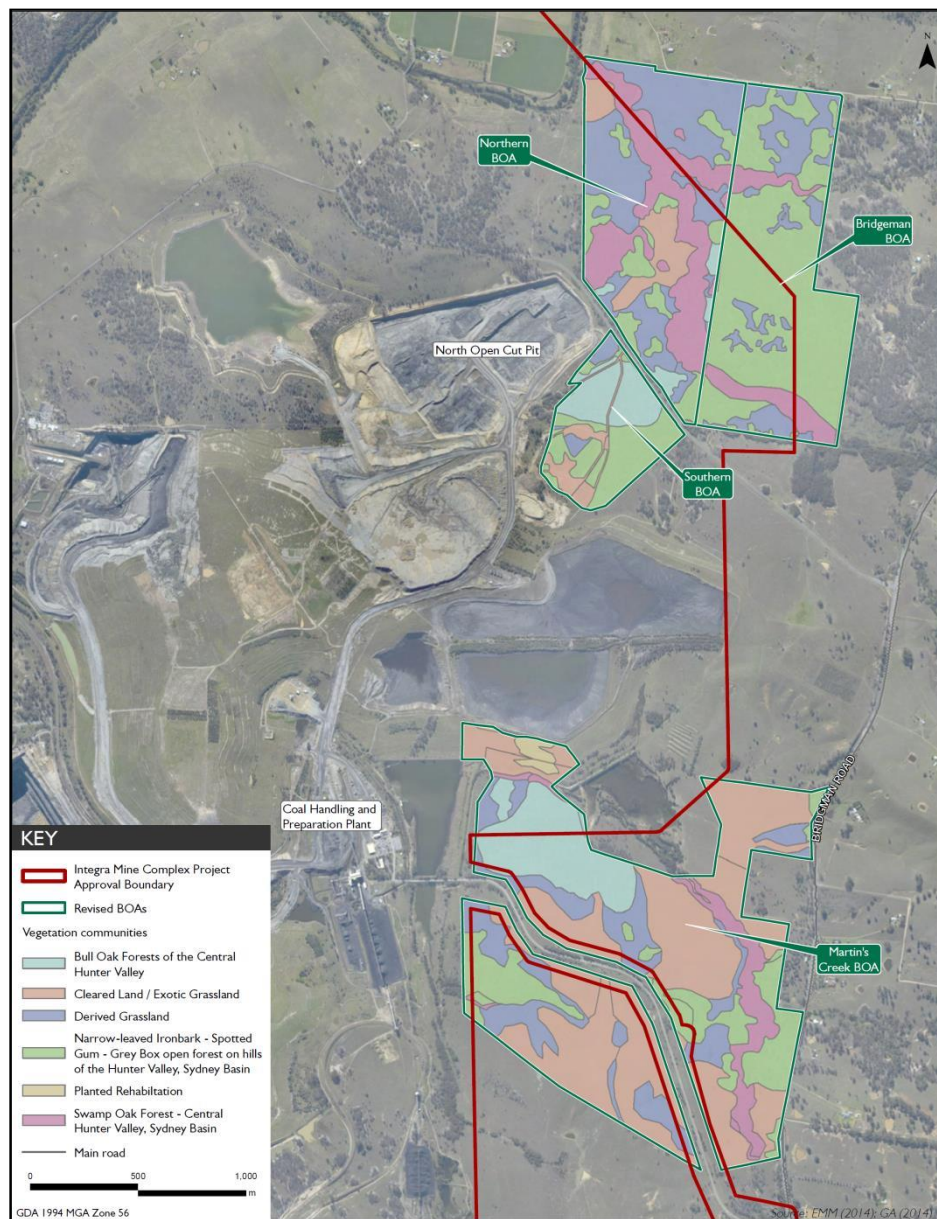 N
Northern
BOA
Bridgeman
BOA
North Open Cut Pit
Southern
BOA
BRIDGMAN ROAD
Coal Handling and
Preparation Plant
Martin's
Creek BOA
KEY
Integra Mine Complex Project
Approval Boundary
Revised BOAs
Vegetation communities
Bull Oak Forests of the Central
Hunter Valley
Cleared Land / Exotic Grassland
Derived Grassland
Narrow-leaved Ironbark - Spotted
Gum - Grey Box open forest on hills
of the Hunter Valley, Sydney Basin
Planted Rehabiltation
Swamp Oak Forest - Central
Hunter Valley, Sydney Basin
Main road
0 500 1,000
m
GDA 1994 MGA Zone 56
Source: EMM (2014); GA (2014)